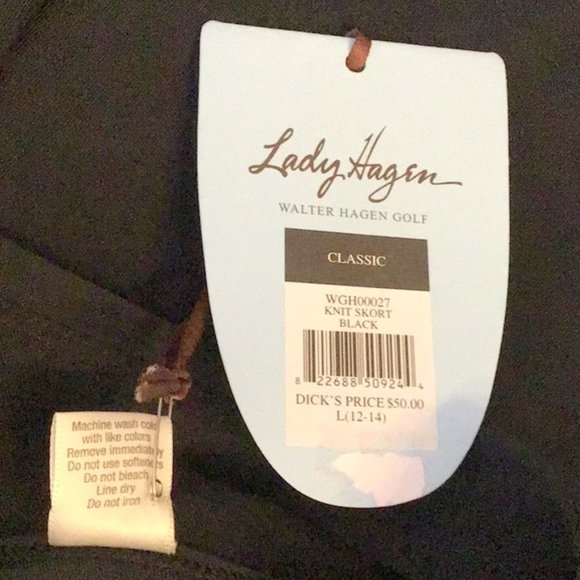 Lady Hagen
WALTER HAGEN GOLF
CLASSIC
WGH00027
KNIT SKORT
BLACK
8 22688 50924 4
DICK'S PRICE $50.00
L(12-14)
Machine wash cold
with like colors
Remove immediately
Do not use softeners
Do not bleach
Line dry
Do not iron